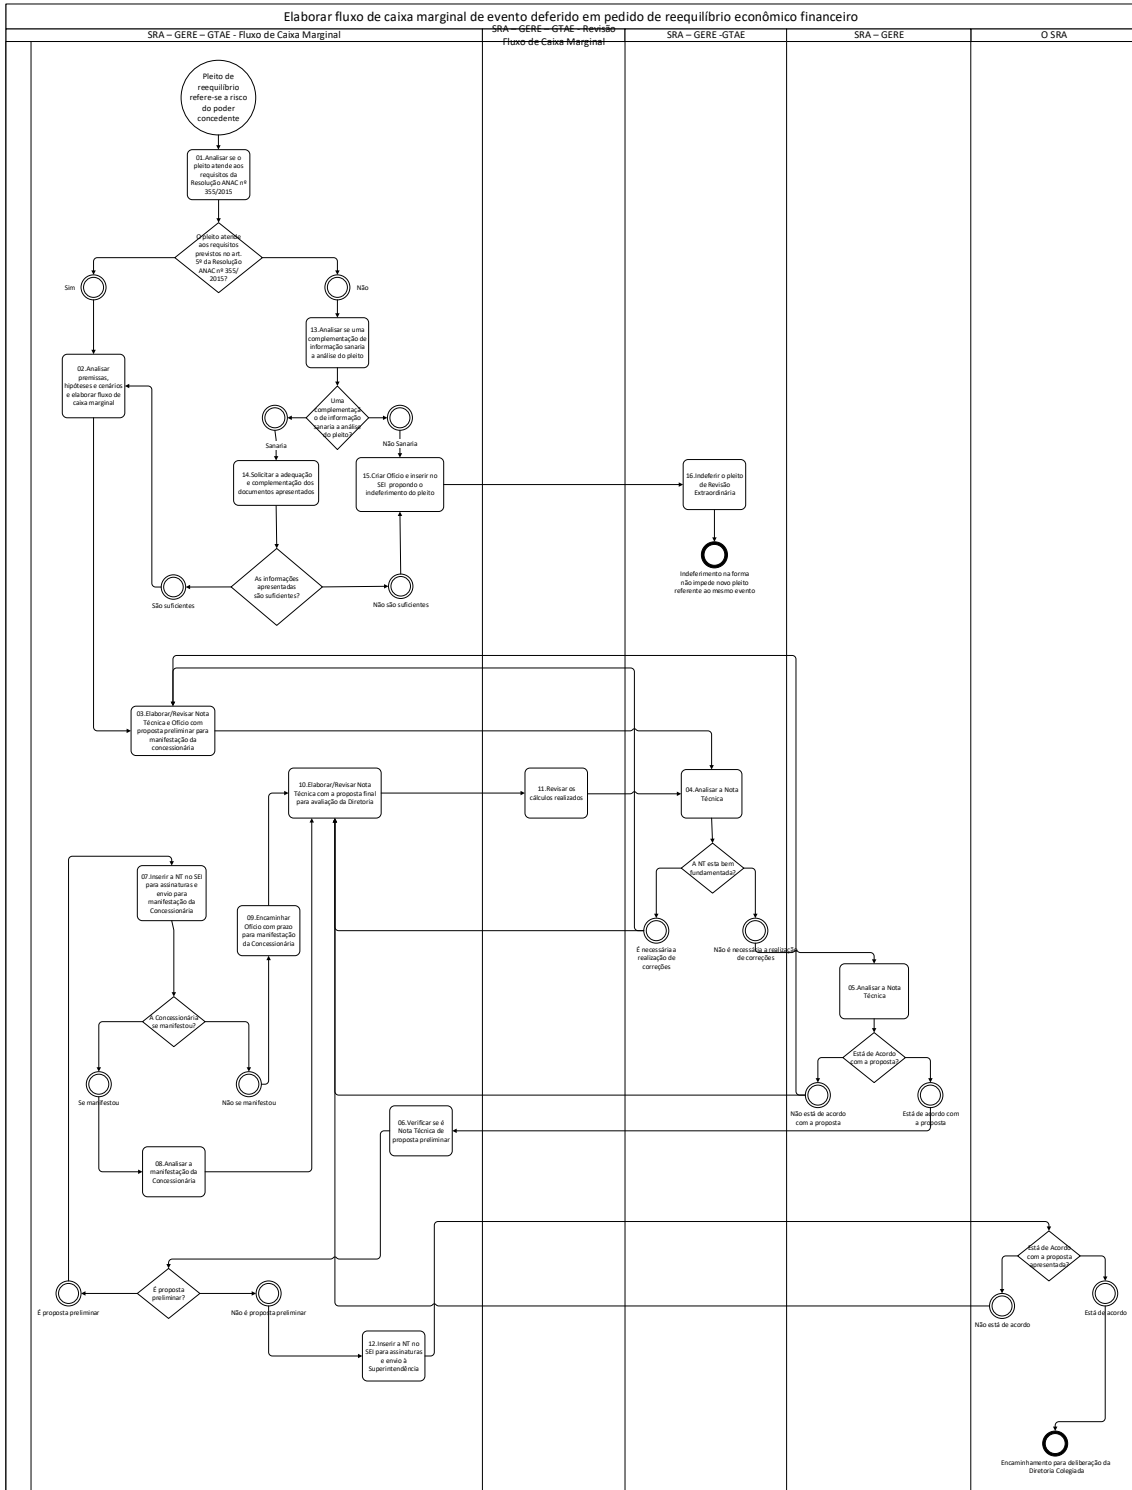 Elaborar fluxo de caixa marginal de evento deferido em pedido de reequilíbrio econômico financeiro
SRA – GERE – GTAE - Fluxo de Caixa Marginal
SRA – GERE – GTAE - Revisão
Fluxo de Caixa Marginal
SRA – GERE -GTAE
SRA – GERE
O SRA
Pleito de
reequilíbrio
refere-se a risco
do poder
concedente
01.Analisar se o
pleito atende aos
requisitos da
Resolução ANAC nº
355/2015
O pleito atende
aos requisitos
previstos no art.
5º da Resolução
ANAC nº 355/
2015?
Sim
Não
13.Analisar se uma
complementação de
informação sanaria
a análise do pleito
02.Analisar
premissas,
hipóteses e cenários
e elaborar fluxo de
caixa marginal
Uma
complementaçã
o de informação
sanaria a análise
do pleito?
Sanaria
Não Sanaria
14.Solicitar a adequação
e complementação dos
documentos apresentados
15.Criar Ofício e inserir no
SEI propondo o
indeferimento do pleito
16.Indeferir o pleito
de Revisão
Extraordinária
As informações
apresentadas
são suficientes?
São suficientes
Não são suficientes
Indeferimento na forma
não impede novo pleito
referente ao mesmo evento
03.Elaborar/Revisar Nota
Técnica e Ofício com
proposta preliminar para
manifestação da
concessionária
10.Elaborar/Revisar Nota
Técnica com a proposta final
para avaliação da Diretoria
11.Revisar os
cálculos realizados
04.Analisar a Nota
Técnica
A NT esta bem
fundamentada?
07.Inserir a NT no SEI
para assinaturas e
envio para
manifestação da
Concessionária
09.Encaminhar
Ofício com prazo
para manifestação
da Concessionária
É necessária a
realização de
correções
Não é necessária a realização
de correções
05.Analisar a Nota
Técnica
A Concessionária
se manifestou?
Está de Acordo
com a proposta?
Se manifestou
Não se manifestou
Não está de acordo
com a proposta
Está de acordo com
a proposta
06.Verificar se é
Nota Técnica de
proposta preliminar
08.Analisar a
manifestação da
Concessionária
Está de Acordo
com a proposta
apresentada?
É proposta
preliminar?
É proposta preliminar
Não é proposta preliminar
Não está de acordo
Está de acordo
12.Inserir a NT no
SEI para assinaturas
e envio à
Superintendência
Encaminhamento para deliberação da
Diretoria Colegiada